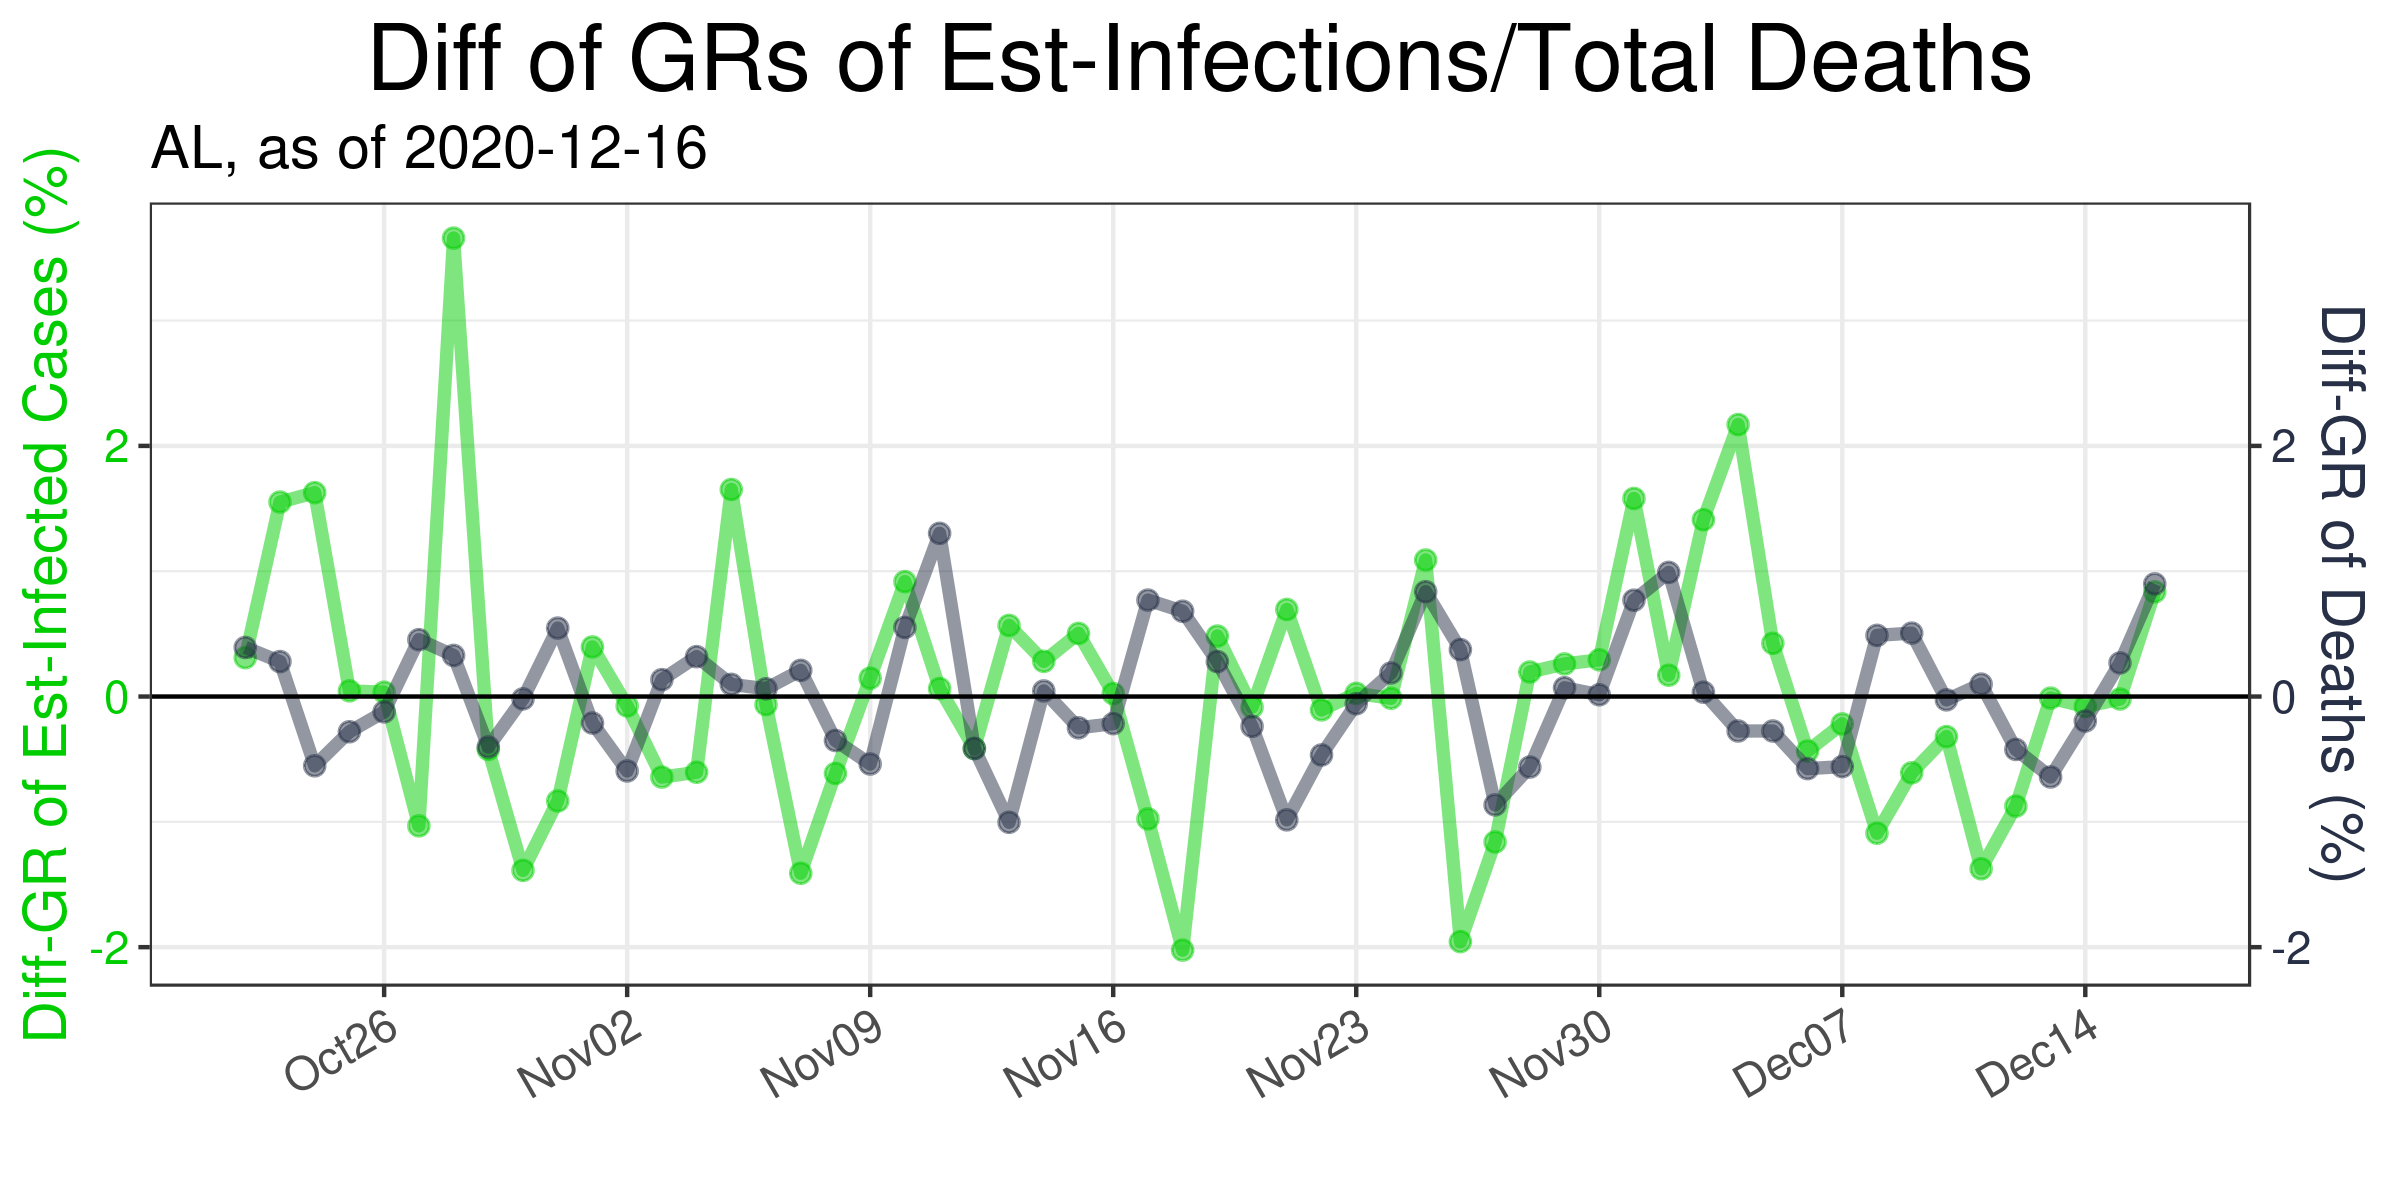 Diff of GRs of Est-Infections/Total Deaths
AL, as of 2020-12-16
Diff-GR of Est-Infected Cases (%)
2
0
-2
2
0
-2
Diff-GR of Deaths (%)
Oct26
Nov02
Nov09
Nov16
Nov23
Nov30
Dec07
Dec14